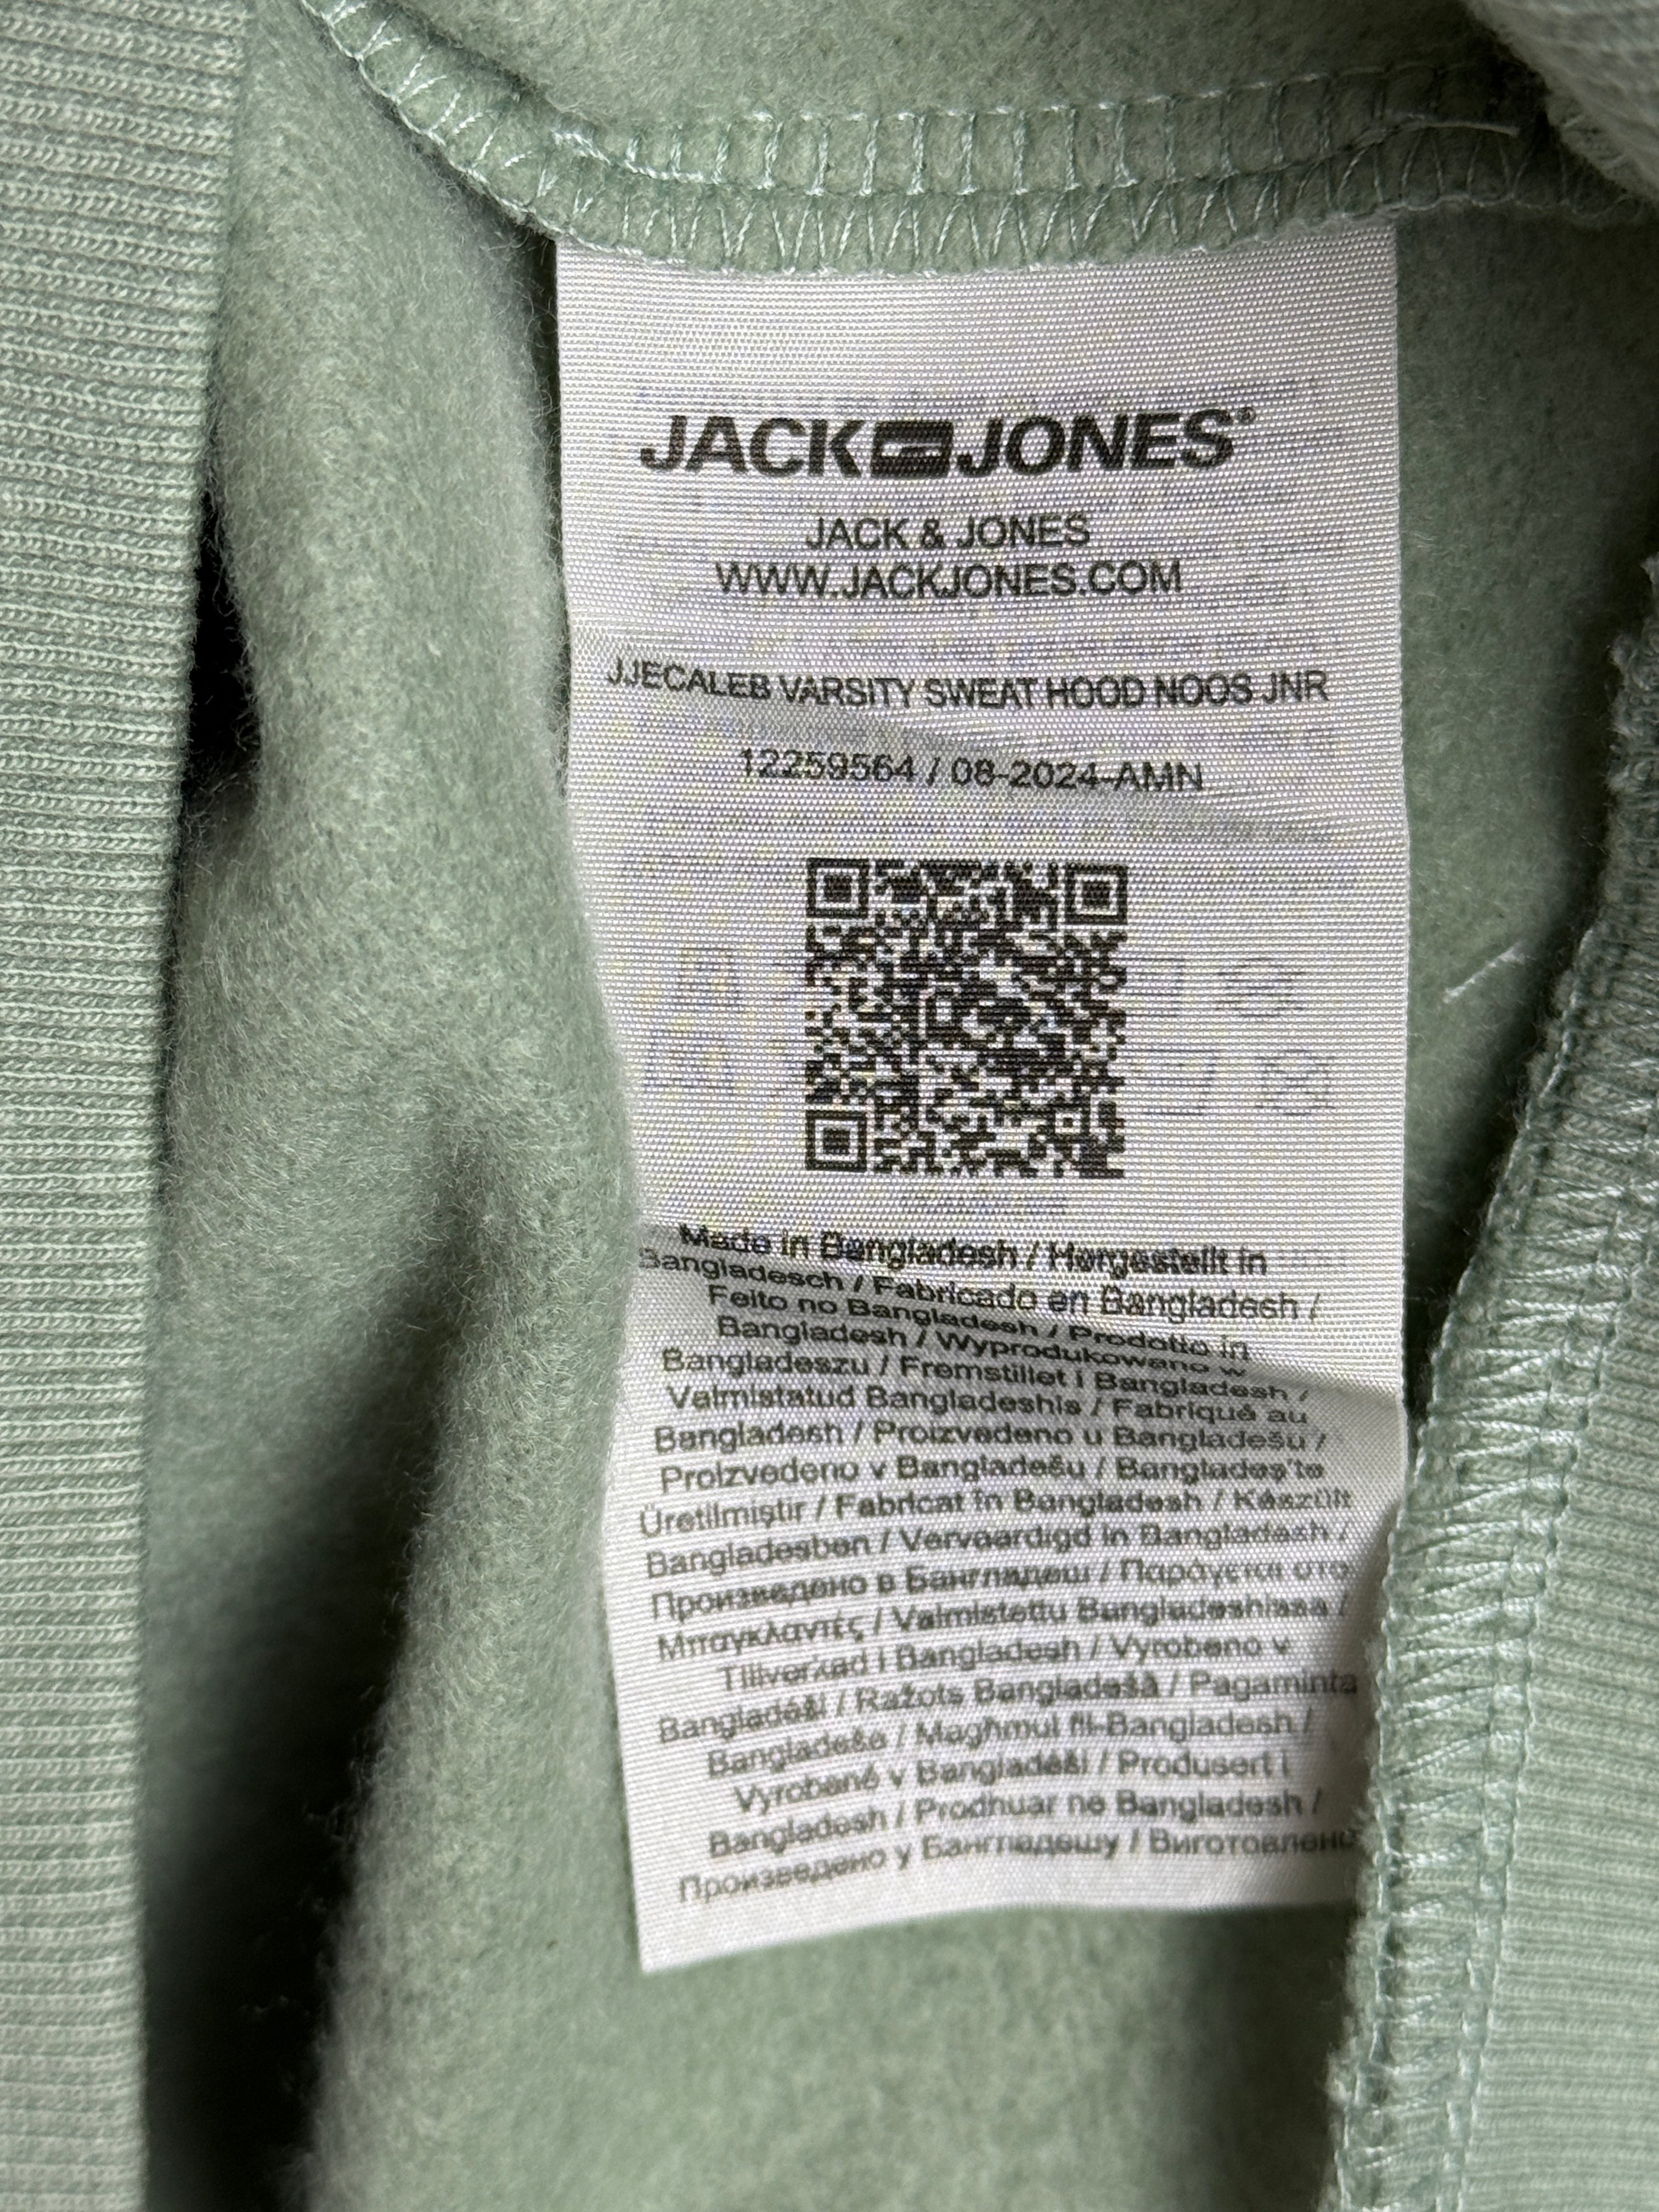 JACK JONES®
JACK & JONES
WWW.JACKJONES.COM
JJECALEB VARSITY SWEAT HOOD NOOS JNR
12259564 / 08-2024-AMN
Made in Bangladesh / Hergestellt in
Bangladesch / Fabricado en Bangladesh /
Feito no Bangladesh / Prodotto in
Bangladesh / Wyprodukowano w
Bangladeszu / Fremstillet i Bangladesh /
Valmistatud Bangladeshis / Fabriqué au
Bangladesh / Proizvedeno u Bangladešu /
Proizvedeno v Bangladešu / Bangladeş'te
Üretilmiştir / Fabricat în Bangladesh / Készült
Bangladesben / Vervaardigd in Bangladesh /
Произведено в Бангладеш / Παράγεται στο
Μπαγκλαντές / Valmistettu Bangladeshissa /
Tillverkad i Bangladesh / Vyrobeno v
Bangladéši / Ražots Bangladešā / Pagaminta
Bangladeše / Magħmul fil-Bangladesh /
Vyrobené v Bangladéši / Produsert i
Bangladesh / Prodhuar ne Bangladesh /
Произведено у Бангладешу / Виготовлено